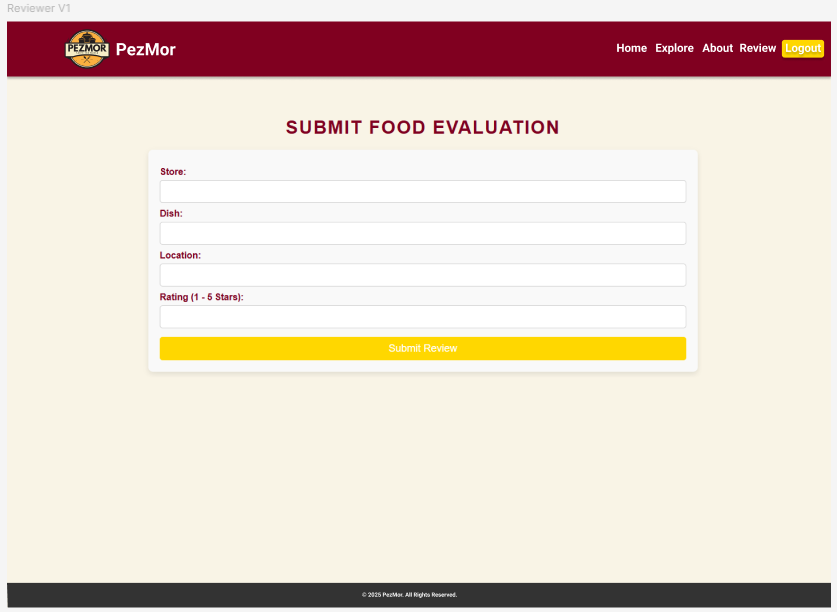 Reviewer V1
PEZMOR
PezMor
Home Explore About Review Logout
SUBMIT FOOD EVALUATION
Store:
Dish:
Location:
Rating (1 - 5 Stars):
Submit Review
© 2025 PezMor. All Rights Reserved.